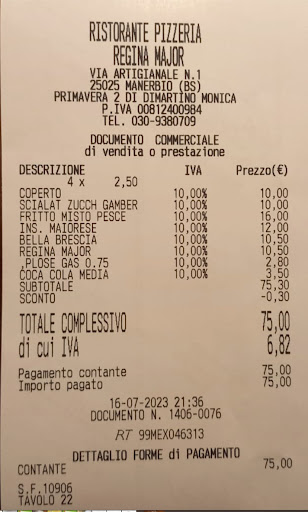 RISTORANTE PIZZERIA
REGINA MAJOR
VIA ARTIGIANALE N.1
25025 MANERBIO (BS)
PRIMAVERA 2 DI DIMARTINO MONICA
P.IVA 00812400984
TEL. 030-9380709
DOCUMENTO COMMERCIALE
di vendita o prestazione
DESCRIZIONE IVA Prezzo(€)
4 x 2,50
COPERTO 10,00% 10,00
SCIALAT ZUCCH GAMBER 10,00% 10,00
FRITTO MISTO PESCE 10,00% 16,00
INS. MAIORESE 10,00% 12,00
BELLA BRESCIA 10,00% 10,50
REGINA MAJOR 10,00% 10,50
.PLOSE GAS 0.75 10,00% 2,80
COCA COLA MEDIA 10,00% 3,50
SUBTOTALE 75,30
SCONTO -0,30
TOTALE COMPLESSIVO 75,00
di cui IVA 6,82
Pagamento contante 75,00
Importo pagato 75,00
16-07-2023 21:36
DOCUMENTO N. 1406-0076
RT 99MEX046313
DETTAGLIO FORME di PAGAMENTO
CONTANTE 75,00
S.F.10906
TAVOLO 22